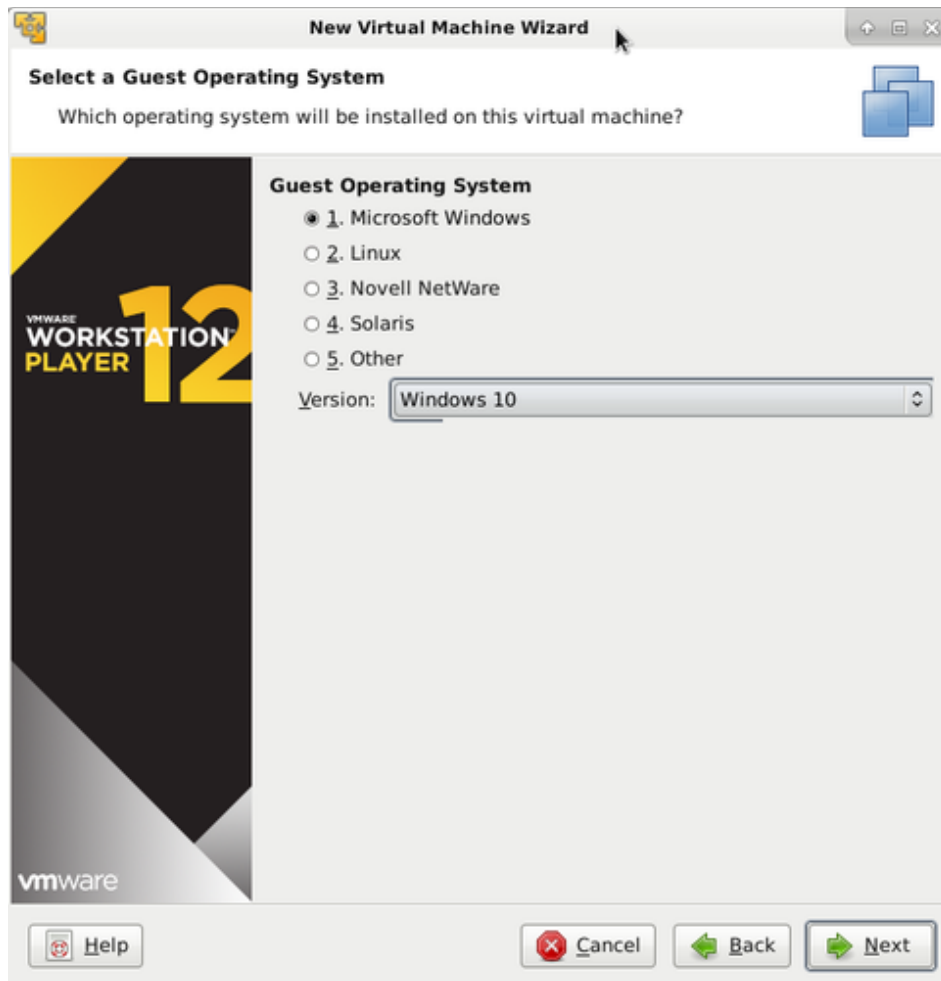 New Virtual Machine Wizard
Select a Guest Operating System
Which operating system will be installed on this virtual machine?
Guest Operating System
1. Microsoft Windows
2. Linux
3. Novell NetWare
4. Solaris
5. Other
Version: Windows 10
VMWARE
WORKSTATION™ 12
PLAYER
vmware
Help Cancel Back Next